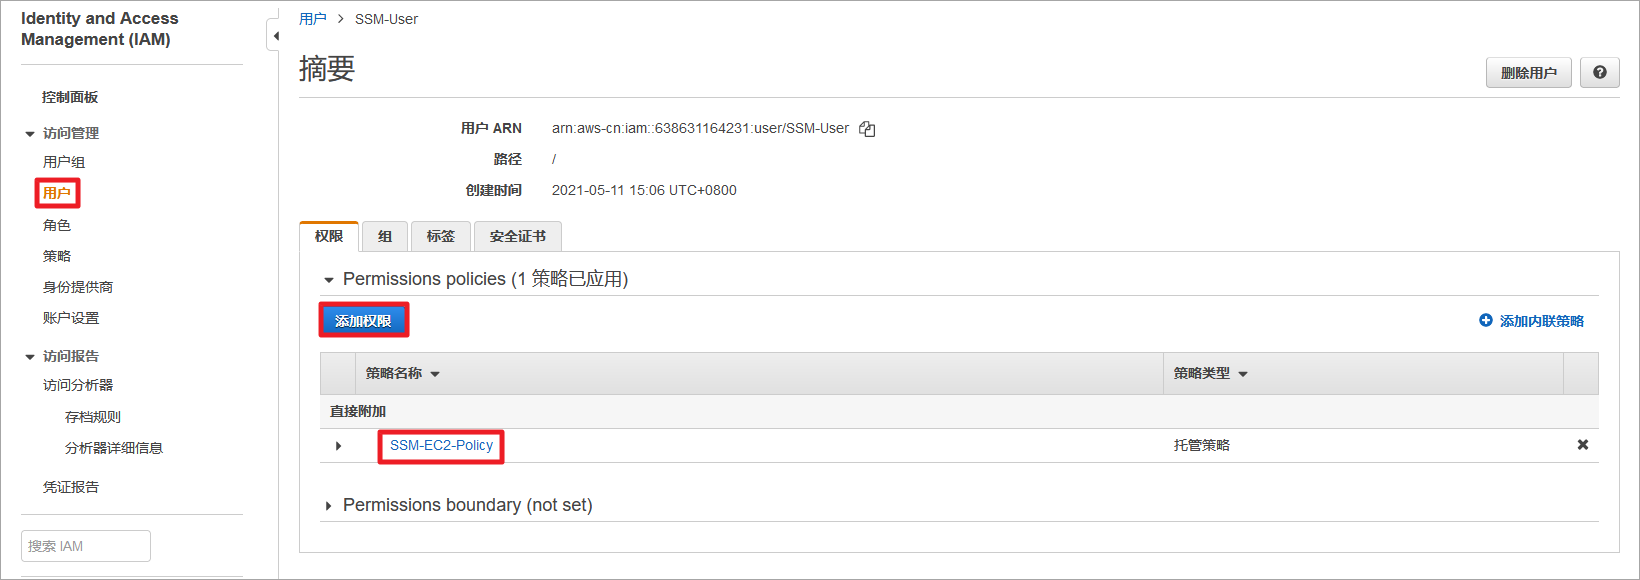 Identity and Access
Management (IAM)
控制面板
访问管理
用户组
用户
角色
策略
身份提供商
账户设置
访问报告
访问分析器
存档规则
分析器详细信息
凭证报告
搜索 IAM
用户 > SSM-User
摘要
删除用户
用户 ARN arn:aws-cn:iam::638631164231:user/SSM-User
路径 /
创建时间 2021-05-11 15:06 UTC+0800
权限 组 标签 安全证书
Permissions policies (1 策略已应用)
添加权限 添加内联策略
策略名称 策略类型
直接附加
SSM-EC2-Policy 托管策略
Permissions boundary (not set)